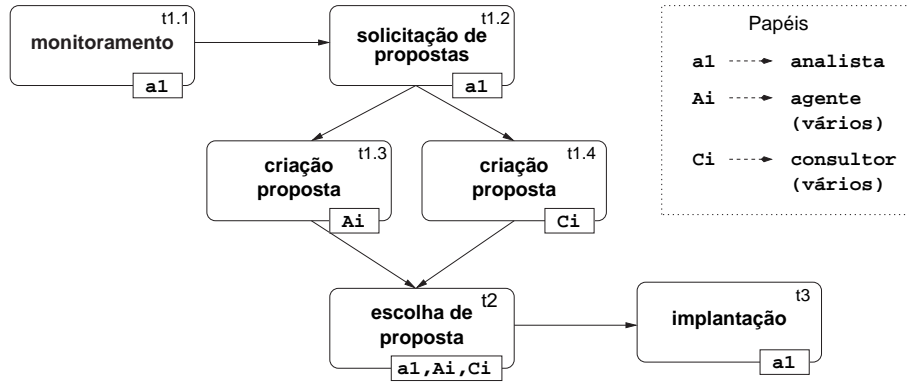 t1.1
monitoramento
a1
t1.2
solicitação de
propostas
a1
t1.3
criação
proposta
Ai
t1.4
criação
proposta
Ci
t2
escolha de
proposta
a1,Ai,Ci
t3
implantação
a1
Papéis
a1 analista
Ai agente
(vários)
Ci consultor
(vários)